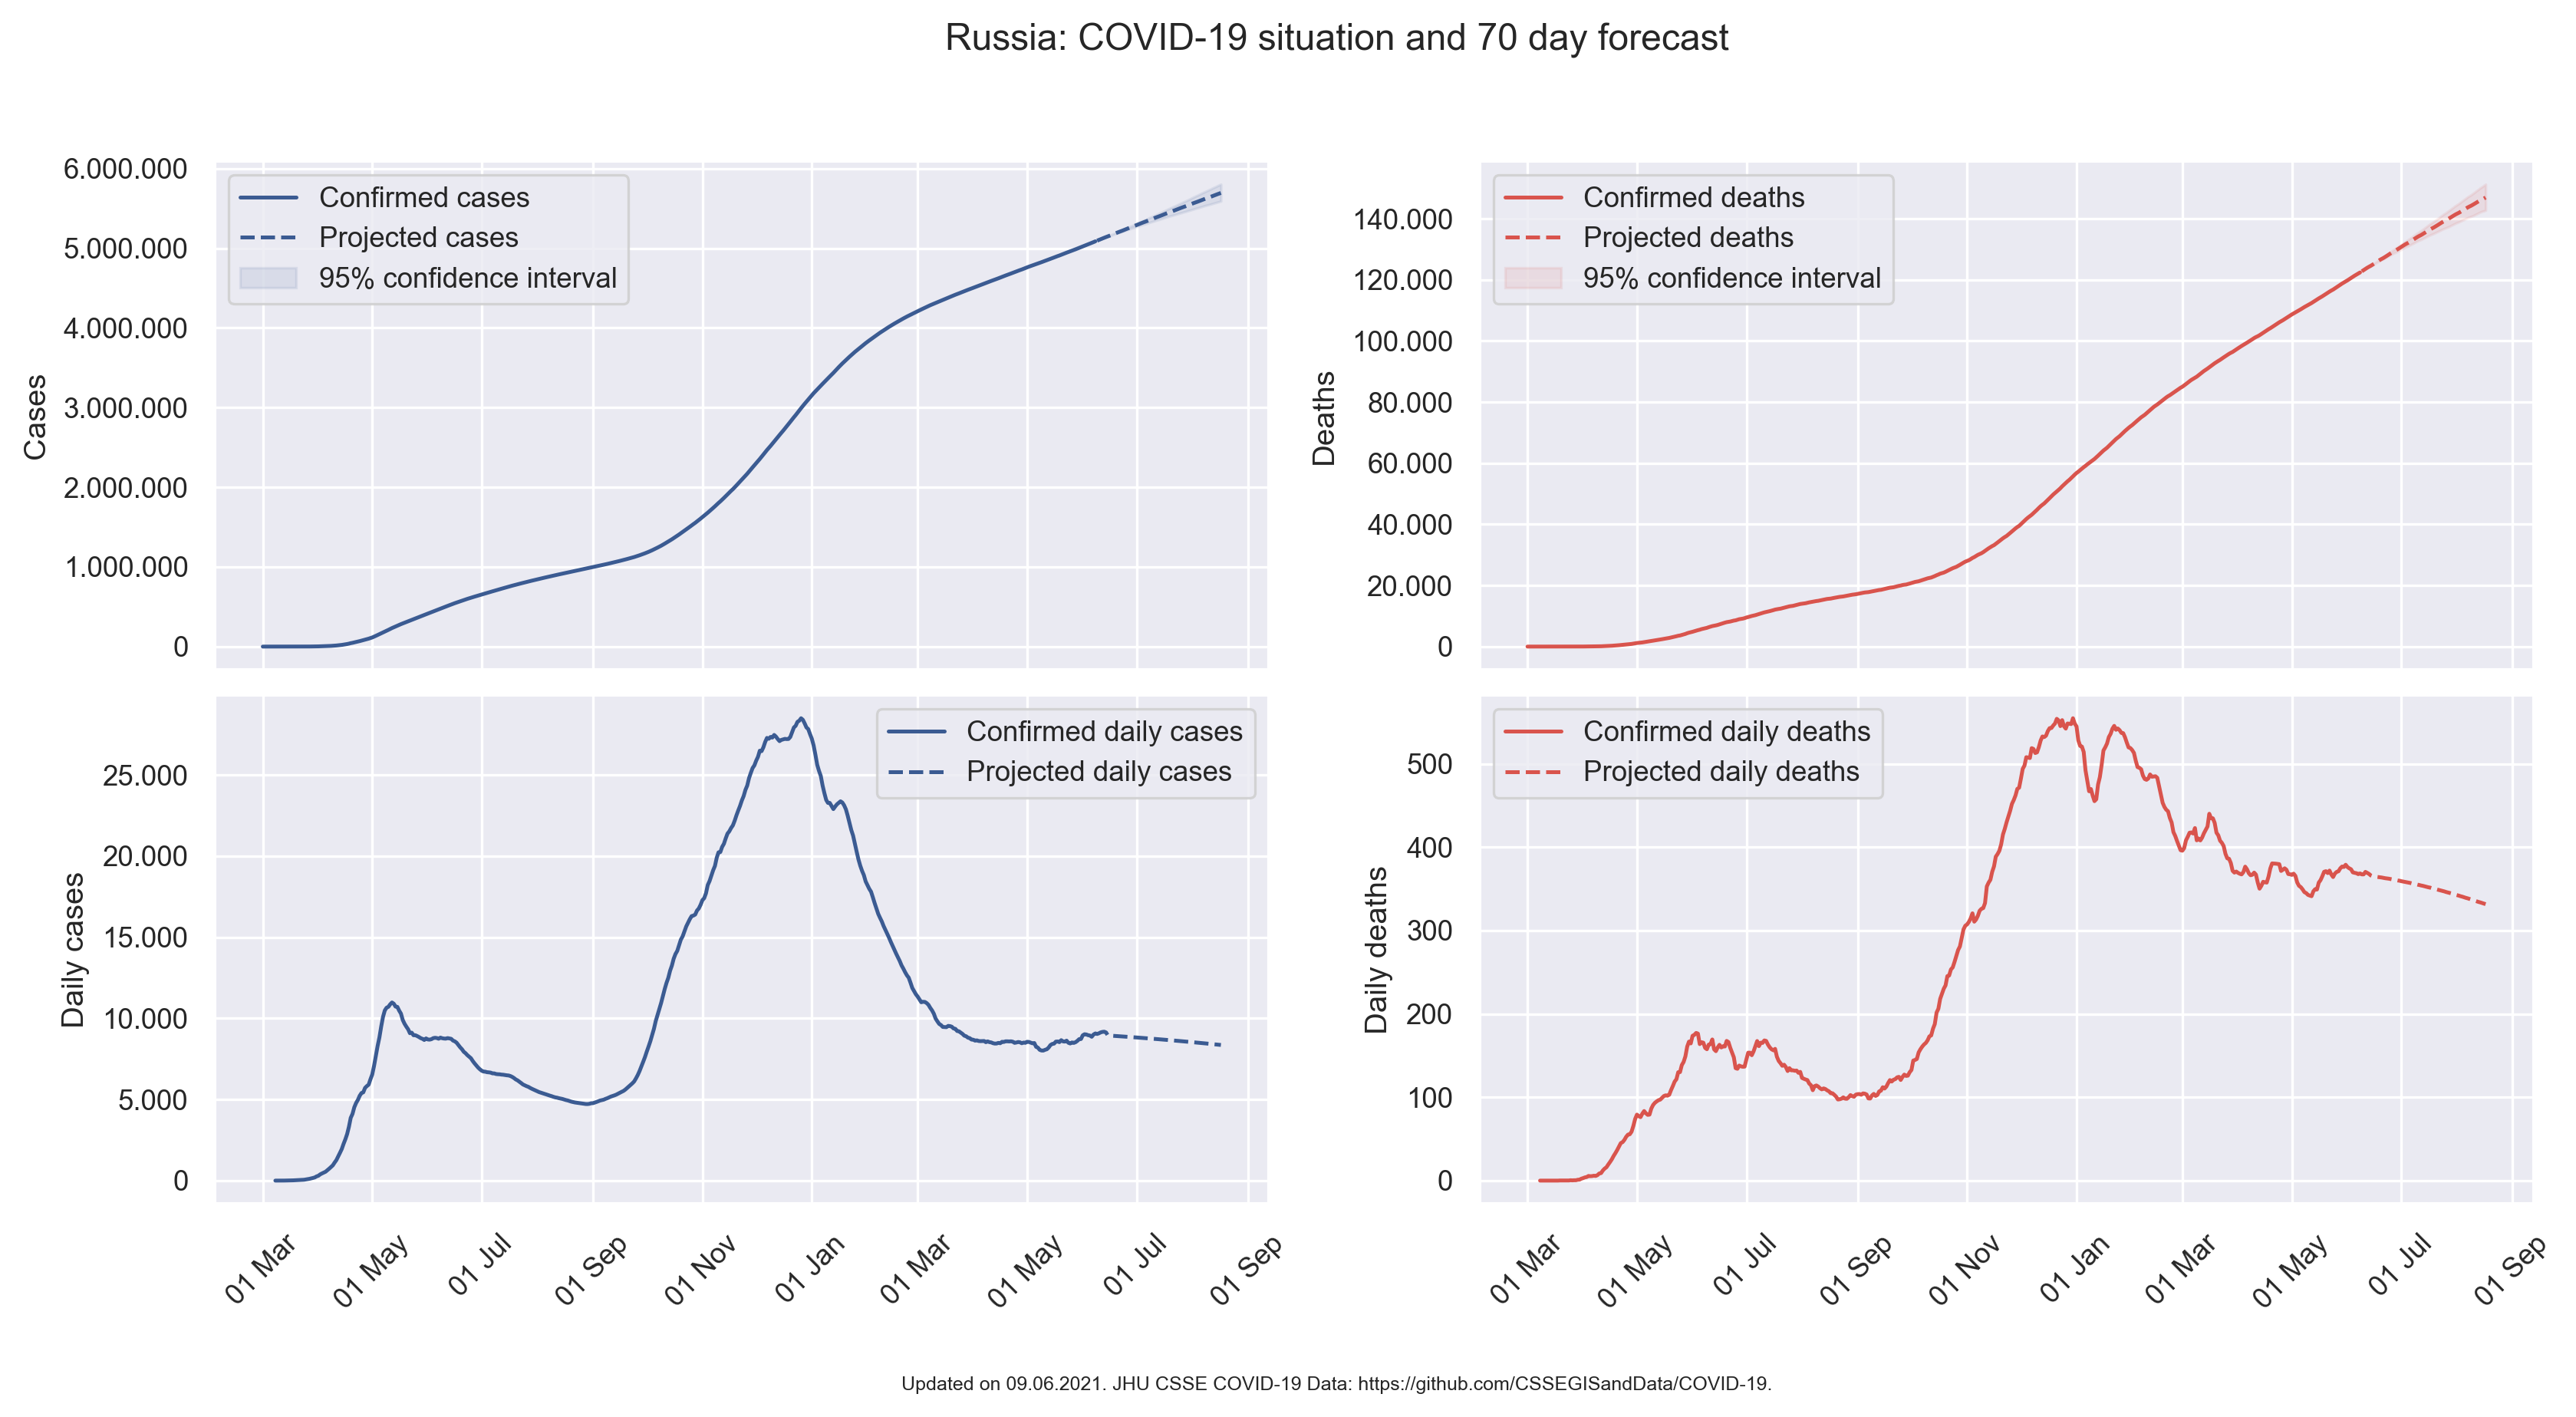 Russia: COVID-19 situation and 70 day forecast
6.000.000
5.000.000
4.000.000
3.000.000
2.000.000
1.000.000
0
Cases
Confirmed cases
Projected cases
95% confidence interval
140.000
120.000
100.000
80.000
60.000
40.000
20.000
0
Deaths
Confirmed deaths
Projected deaths
95% confidence interval
25.000
20.000
15.000
10.000
5.000
0
Daily cases
Confirmed daily cases
Projected daily cases
01 Mar
01 May
01 Jul
01 Sep
01 Nov
01 Jan
01 Mar
01 May
01 Jul
01 Sep
500
400
300
200
100
0
Daily deaths
Confirmed daily deaths
Projected daily deaths
01 Mar
01 May
01 Jul
01 Sep
01 Nov
01 Jan
01 Mar
01 May
01 Jul
01 Sep
Updated on 09.06.2021. JHU CSSE COVID-19 Data: https://github.com/CSSEGISandData/COVID-19.